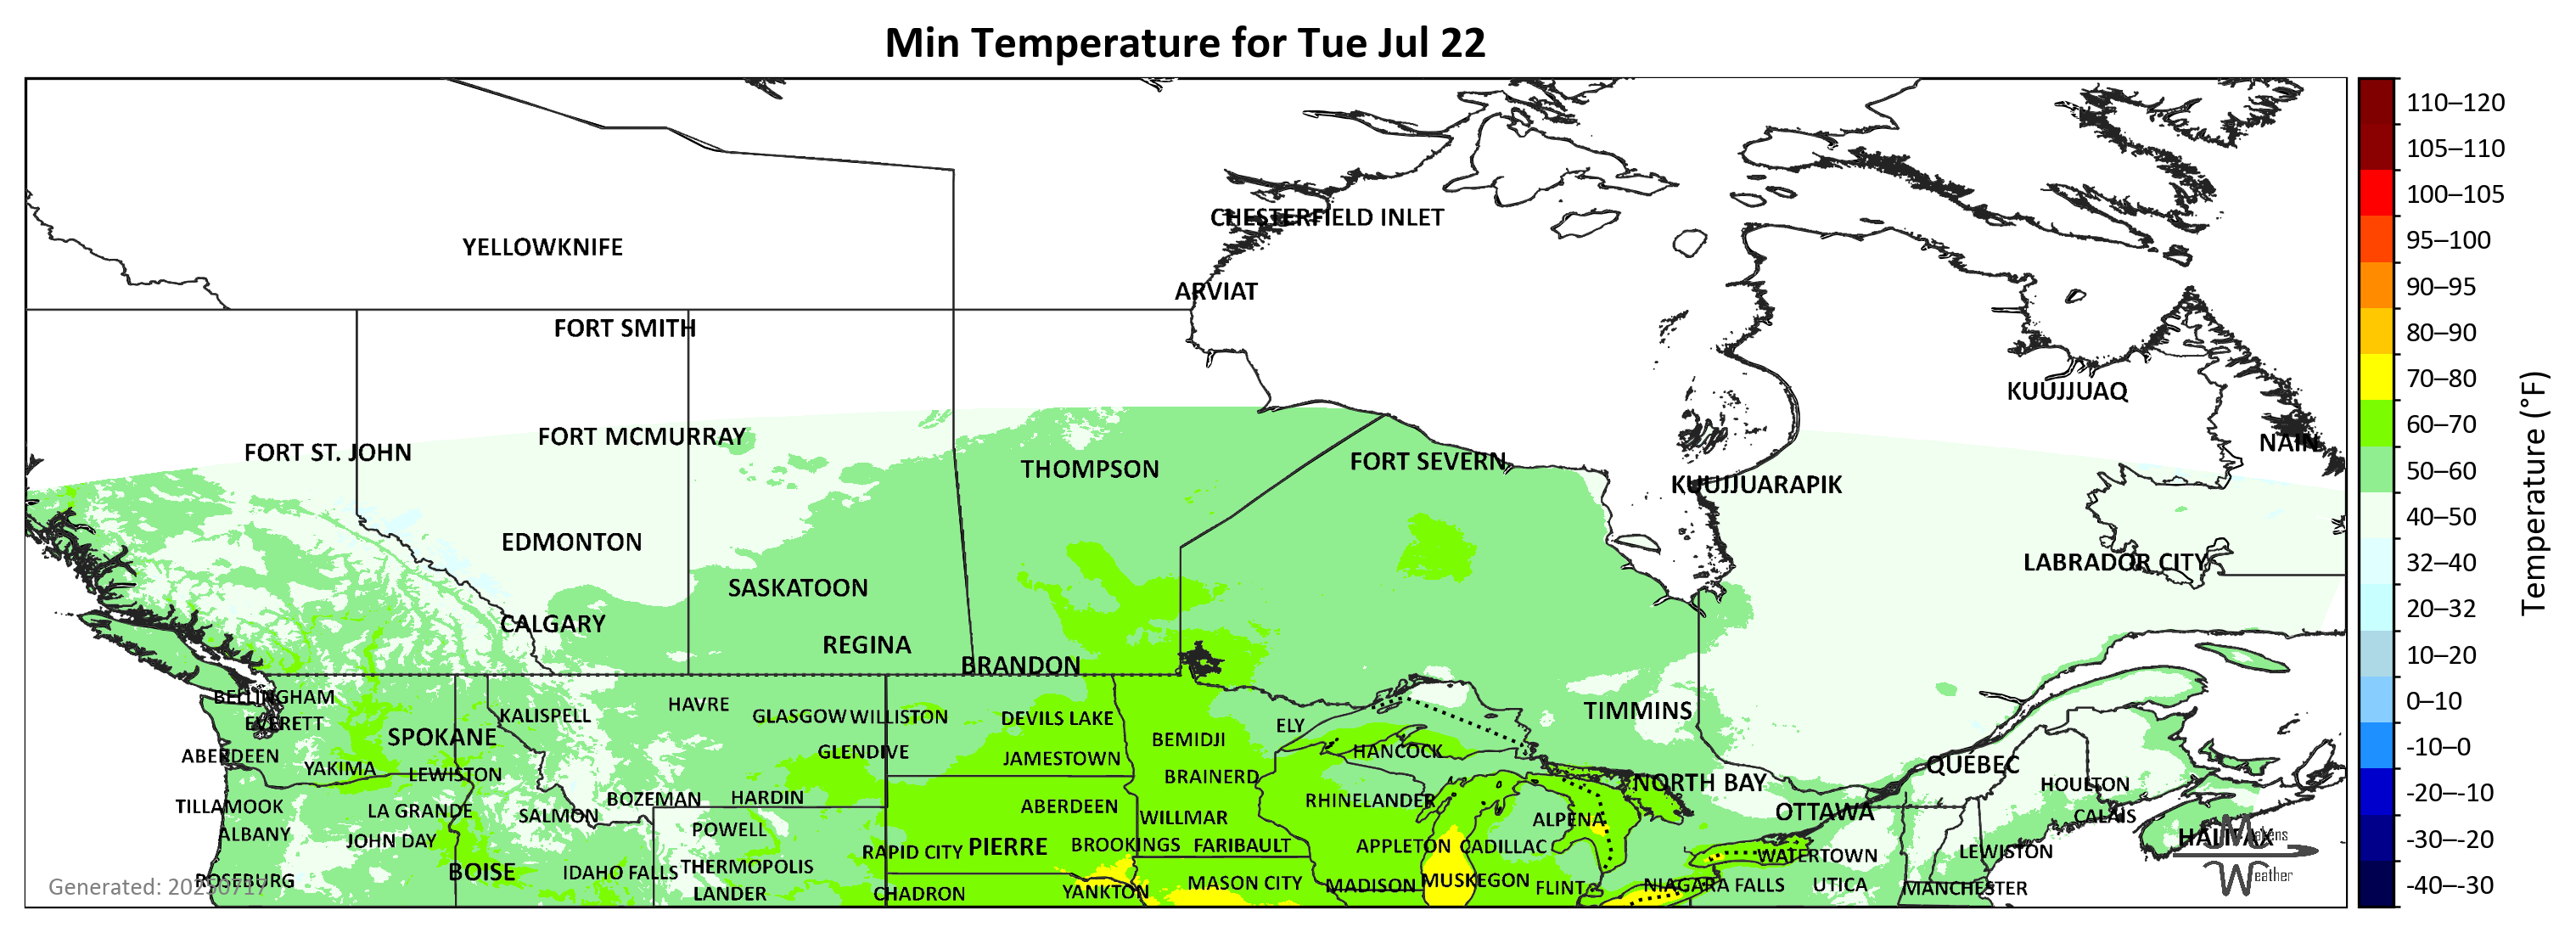 Min Temperature for Tue Jul 22
110–120
105–110
100–105
95–100
90–95
80–90
70–80
60–70
50–60
40–50
32–40
20–32
10–20
0–10
-10–0
-20–-10
-30–-20
-40–-30
Temperature (°F)
CHESTERFIELD INLET
YELLOWKNIFE
ARVIAT
FORT SMITH
KUUJJUAQ
FORT MCMURRAY
NAIN
FORT ST. JOHN
FORT SEVERN
THOMPSON
KUUJJUARAPIK
EDMONTON
LABRADOR CITY
SASKATOON
CALGARY
REGINA
BRANDON
BELLINGHAM
HAVRE
TIMMINS
KALISPELL
GLASGOW
WILLISTON
DEVILS LAKE
EVERETT
ELY
SPOKANE
BEMIDJI
GLENDIVE
HANCOCK
ABERDEEN
JAMESTOWN
QUÉBEC
YAKIMA
LEWISTON
BRAINERD
NORTH BAY
HOULTON
BOZEMAN
HARDIN
RHINELANDER
TILLAMOOK
LA GRANDE
ABERDEEN
OTTAWA
SALMON
WILLMAR
CALAIS
ALPENA
POWELL
ALBANY
HALIFAX
JOHN DAY
BROOKINGS
FARIBAULT
APPLETON
CADILLAC
PIERRE
RAPID CITY
LEWISTON
WATERTOWN
THERMOPOLIS
BOISE
IDAHO FALLS
ROSEBURG
MUSKEGON
MASON CITY
MADISON
FLINT
NIAGARA FALLS
UTICA
MANCHESTER
LANDER
CHADRON
YANKTON
Generated: 20250717
Weather